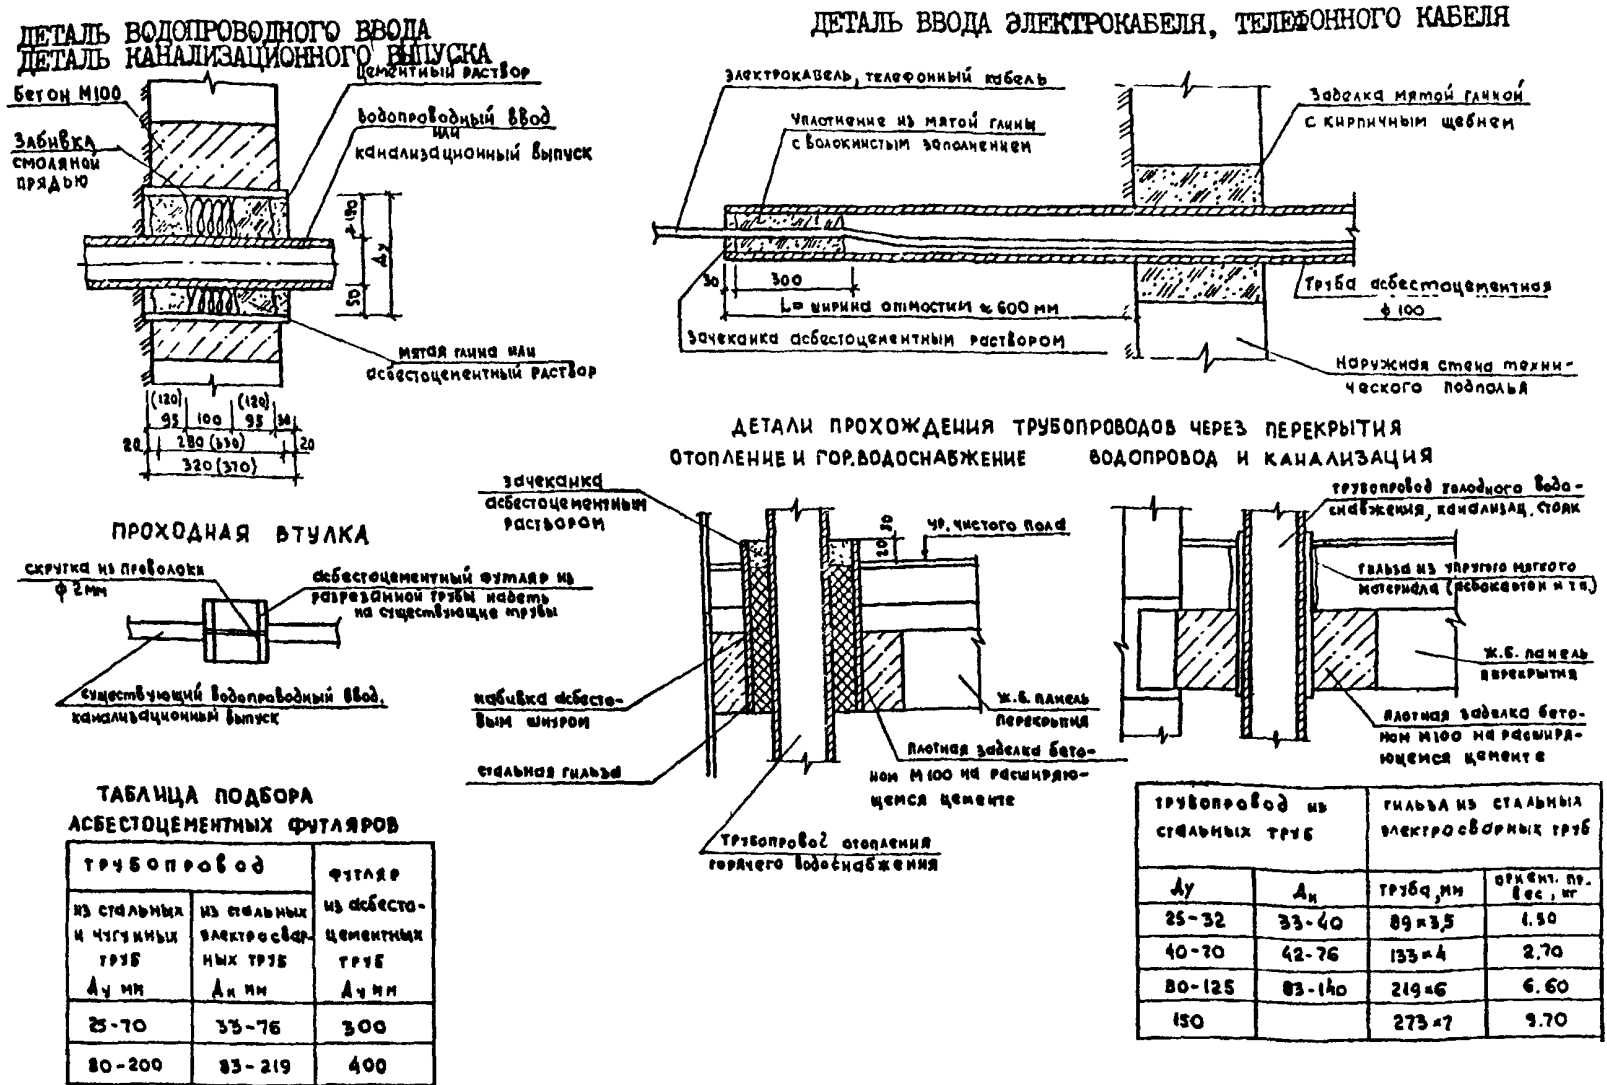 ДЕТАЛЬ ВОДОПРОВОДНОГО ВВОДА
ДЕТАЛЬ КАНАЛИЗАЦИОННОГО ВЫПУСКА
цементный раствор
бетон М100
водопроводный ввод
или
канализационный выпуск
Забивка
смоляной
прядью
≥190
Ду
50
мятая глина или
асбестоцементный раствор
(120) (120)
95 100 95 30
20 280 (330) 20
320 (370)
ДЕТАЛЬ ВВОДА ЭЛЕКТРОКАБЕЛЯ, ТЕЛЕФОННОГО КАБЕЛЯ
электрокабель, телефонный кабель
Уплотнение из мятой глины
с волокнистым заполнением
Заделка мятой глиной
с кирпичным щебнем
30 300
L= ширина отмостки ≈ 600 мм
Зачеканка асбестоцементным раствором
Труба асбестоцементная
ф 100
Наружная стена техни-
ческого подполья
ПРОХОДНАЯ ВТУЛКА
скрутка из проволоки
ф 2мм
асбестоцементный футляр из
разрезанной трубы надеть
на существующие трубы
существующий водопроводный ввод,
канализационный выпуск
ДЕТАЛИ ПРОХОЖДЕНИЯ ТРУБОПРОВОДОВ ЧЕРЕЗ ПЕРЕКРЫТИЯ
ОТОПЛЕНИЕ И ГОР.ВОДОСНАБЖЕНИЕ
зачеканка
асбестоцементным
раствором
20 30
ур. чистого пола
набивка асбесто-
вым шнуром
стальная гильза
ж.б. панель
перекрытия
плотная заделка бето-
ном М100 на расширяю-
щемся цементе
трубопровод отопления
горячего водоснабжения
ВОДОПРОВОД И КАНАЛИЗАЦИЯ
трубопровод холодного водо-
снабжения, канализац. стояк
гильза из упругого мягкого
материала (асбокартон и т.п.)
ж.б. панель
перекрытия
плотная заделка бето-
ном М100 на расширя-
ющемся цементе
ТАБЛИЦА ПОДБОРА
АСБЕСТОЦЕМЕНТНЫХ ФУТЛЯРОВ
трубопровод
из стальных
и чугунных
труб
Ду мм
из стальных
электросвар-
ных труб
Дн мм
футляр
из асбесто-
цементных
труб
Ду мм
25-70 33-76 300
80-200 83-219 400
трубопровод из
стальных труб
гильза из стальных
электросварных труб
Ду Дн труба, мм ориент. пр. вес, кг
25-32 33-40 89×3,5 1.50
40-70 42-76 133×4 2.70
80-125 83-140 219×6 6.60
150 273×7 9.70